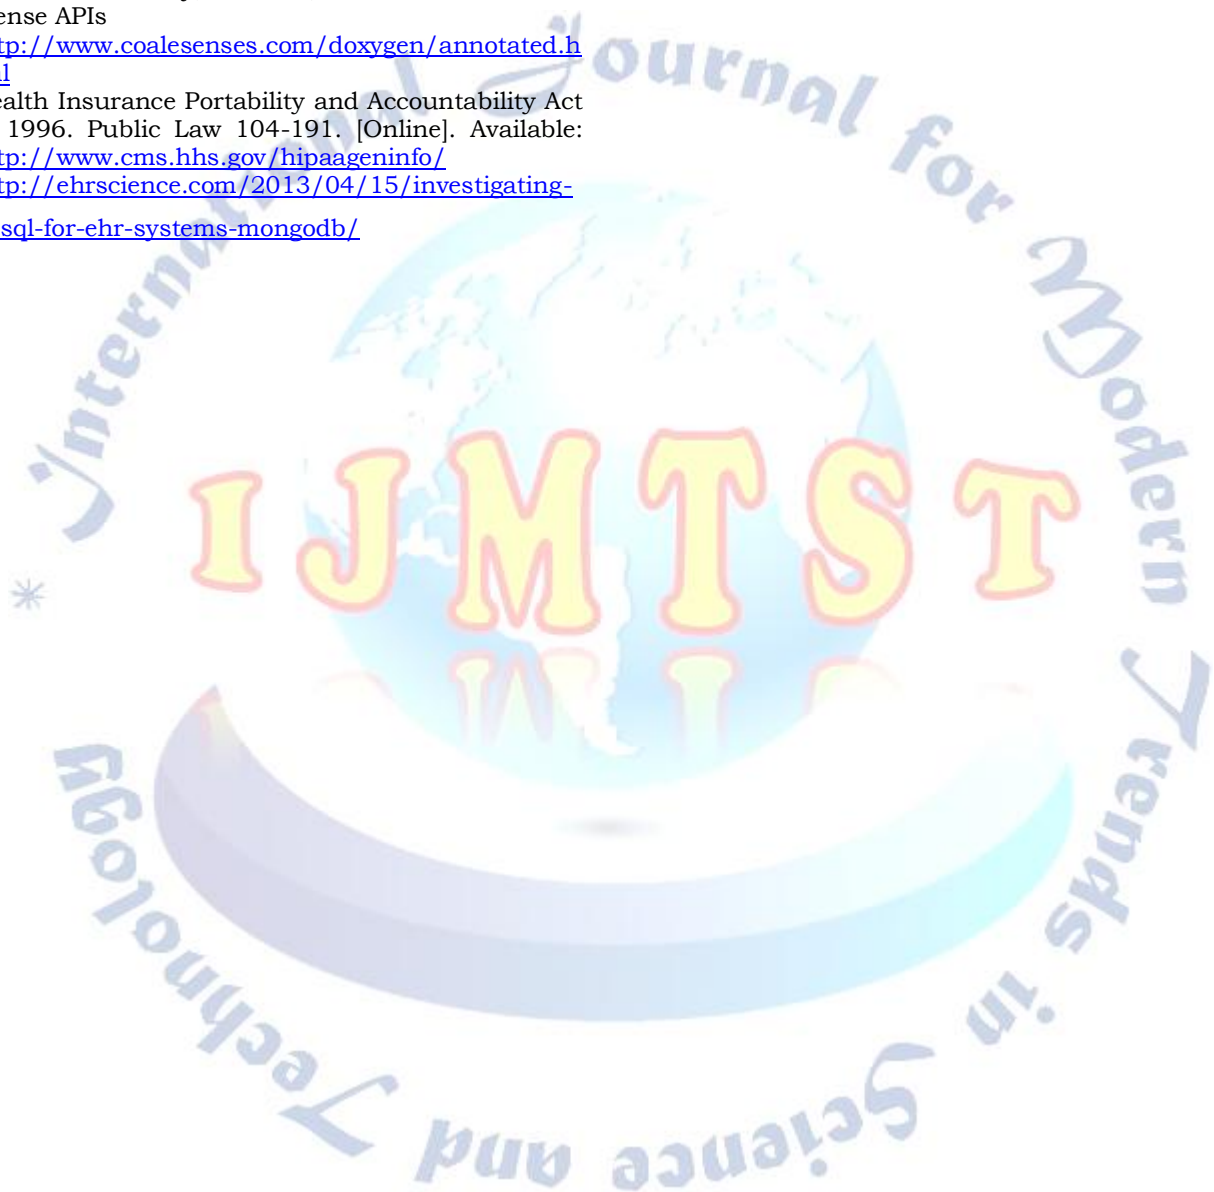 ense APIs
tp://www.coalesenses.com/doxygen/annotated.h
l
ealth Insurance Portability and Accountability Act
1996. Public Law 104-191. [Online]. Available:
tp://www.cms.hhs.gov/hipaageninfo/
tp://ehrscience.com/2013/04/15/investigating-
sql-for-ehr-systems-mongodb/
International Journal for Modern Trends in Science and Technology
IJMTST